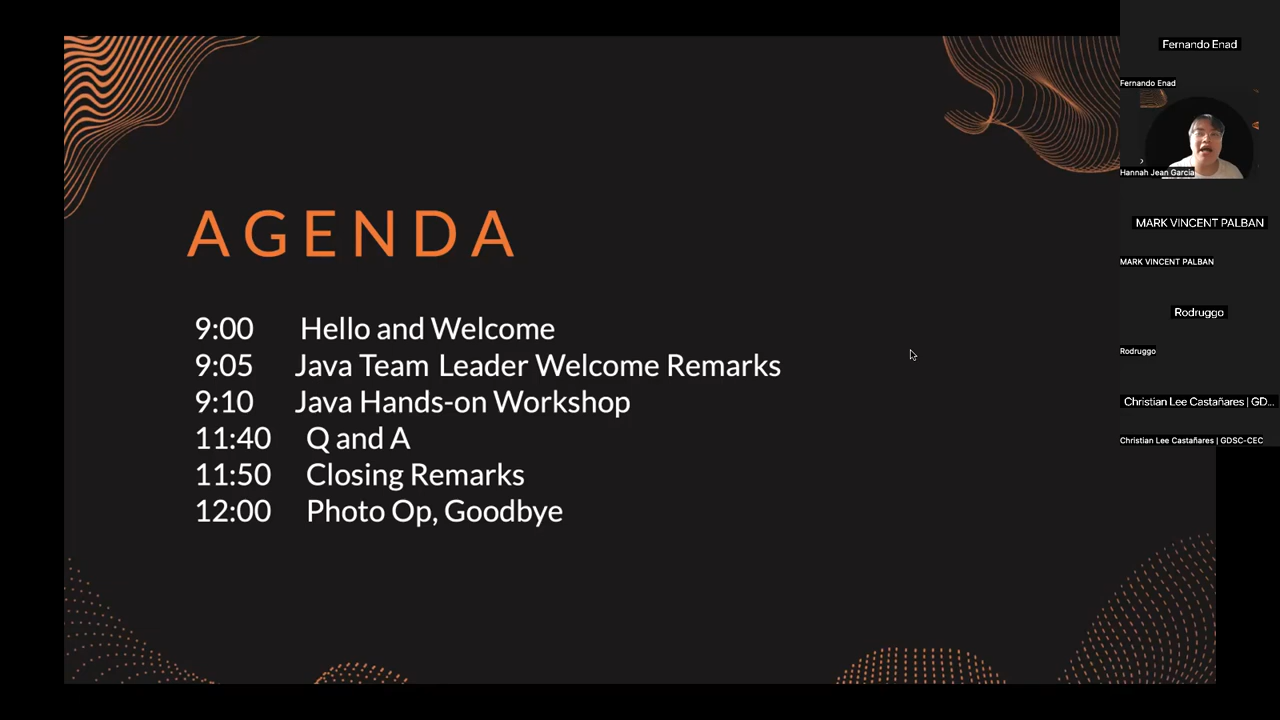 AGENDA
9:00 Hello and Welcome
9:05 Java Team Leader Welcome Remarks
9:10 Java Hands-on Workshop
11:40 Q and A
11:50 Closing Remarks
12:00 Photo Op, Goodbye
Fernando Enad
Fernando Enad
Hannah Jean Garcia
MARK VINCENT PALBAN
MARK VINCENT PALBAN
Rodruggo
Rodruggo
Christian Lee Castañares | GD...
Christian Lee Castañares | GDSC-CEC